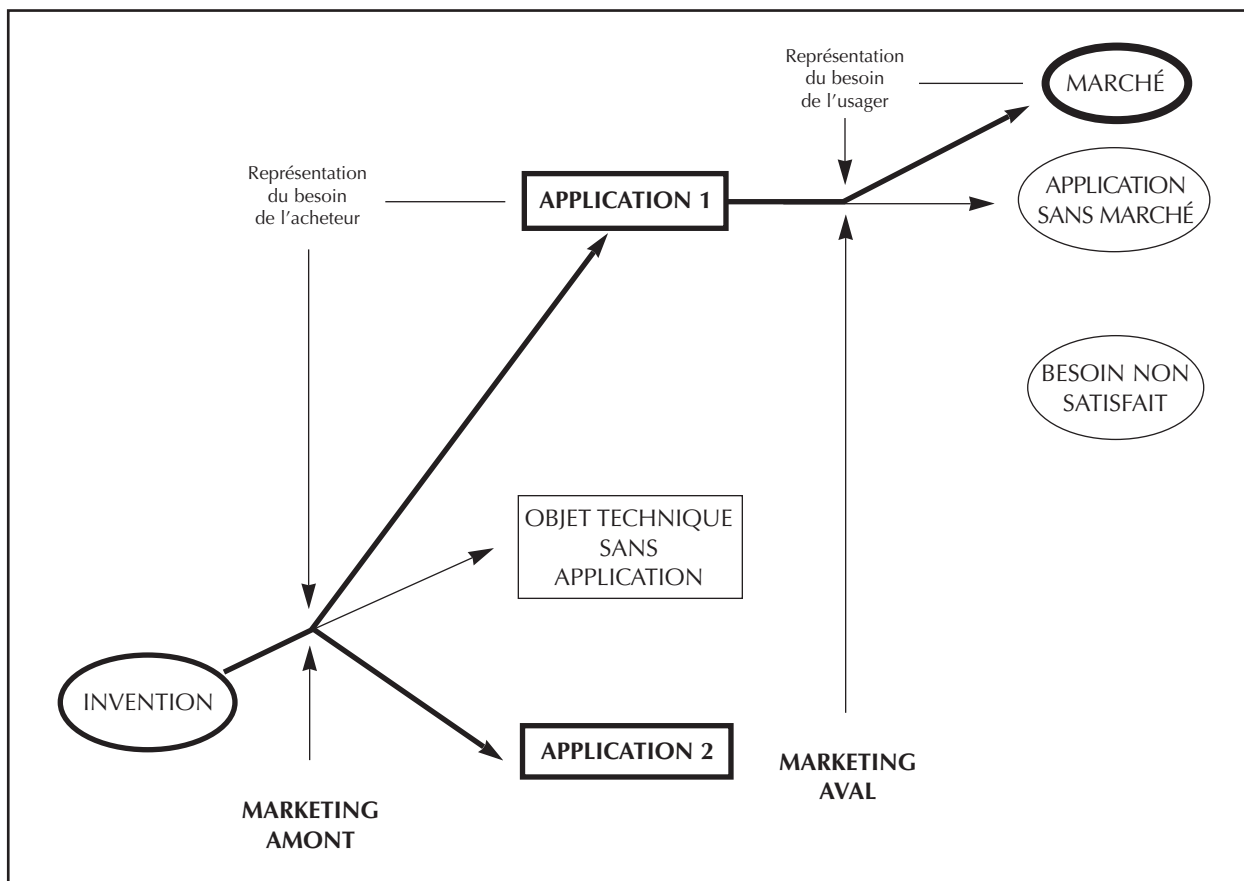 Représentation
du besoin
de l’usager
MARCHÉ
Représentation
du besoin
de l’acheteur
APPLICATION 1
APPLICATION
SANS MARCHÉ
BESOIN NON
SATISFAIT
OBJET TECHNIQUE
SANS
APPLICATION
INVENTION
APPLICATION 2
MARKETING
AVAL
MARKETING
AMONT